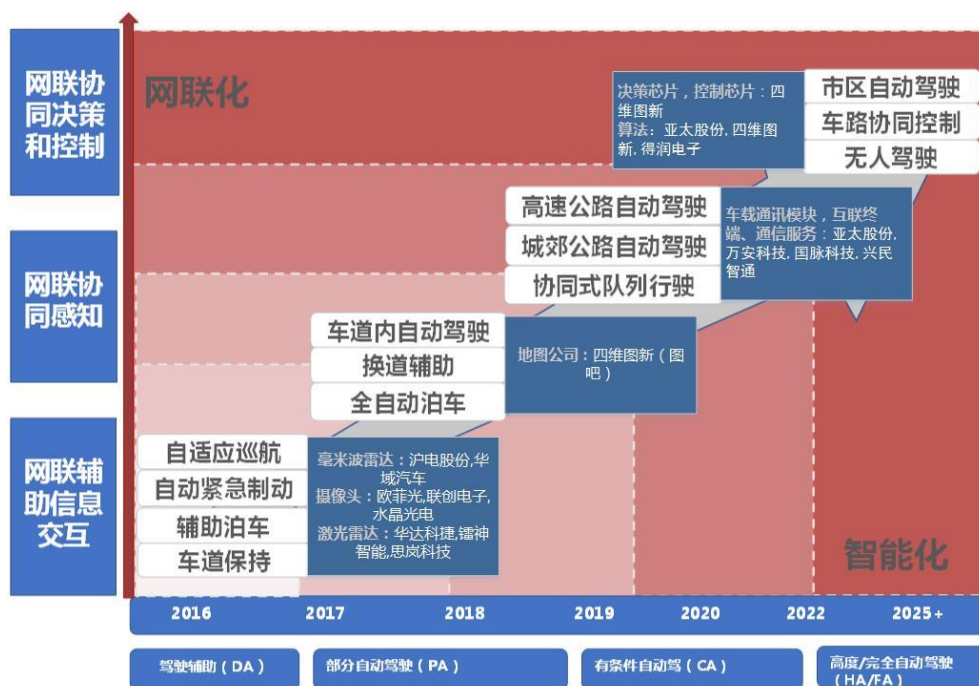 网联协
同决策
和控制
网联化
决策芯片，控制芯片：四
维图新
算法：亚太股份,四维图
新,得润电子
市区自动驾驶
车路协同控制
无人驾驶
网联协
同感知
高速公路自动驾驶
城郊公路自动驾驶
协同式队列行驶
车载通讯模块，互联终
端、通信服务：亚太股份,
万安科技,国脉科技,兴民
智通
车道内自动驾驶
换道辅助
全自动泊车
地图公司：四维图新（图
吧）
网联辅
助信息
交互
自适应巡航
自动紧急制动
辅助泊车
车道保持
毫米波雷达：沪电股份,华
域汽车
摄像头：欧菲光,联创电子,
水晶光电
激光雷达：华达科捷,镭神
智能,思岚科技
智能化
2016
2017
2018
2019
2020
2022
2025+
驾驶辅助（DA）
部分自动驾驶（PA）
有条件自动驾（CA）
高度/完全自动驾驶
（HA/FA）